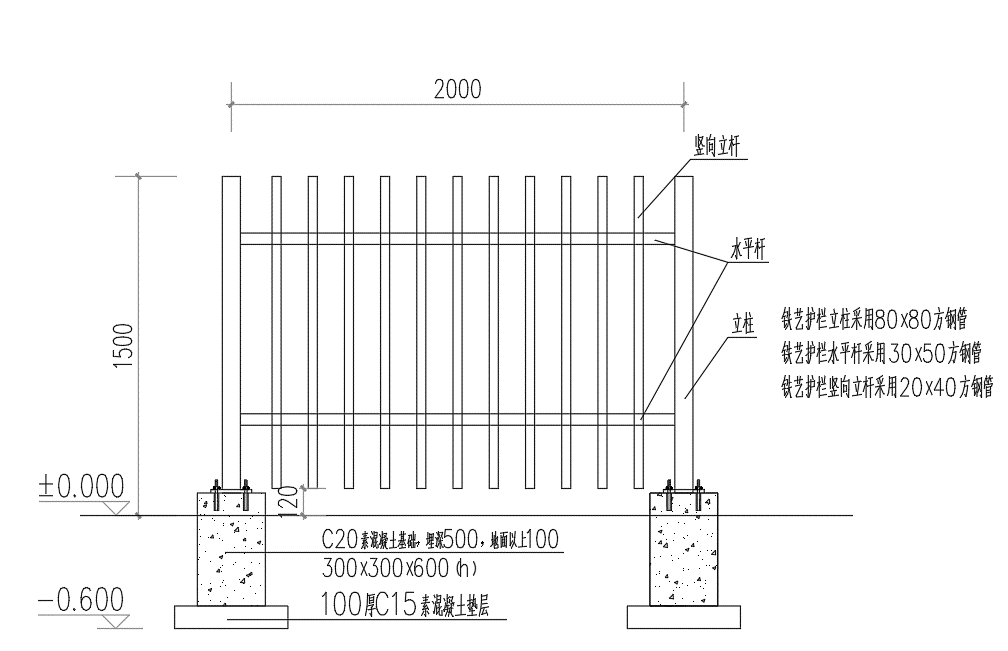 2000
竖向立杆
水平杆
立柱
铁艺护栏立柱采用80x80方钢管
铁艺护栏水平杆采用30x50方钢管
铁艺护栏竖向立杆采用20x40方钢管
1500
±0.000
120
C20素混凝土基础，埋深500，地面以上100
300x300x600(h)
-0.600
100厚C15素混凝土垫层